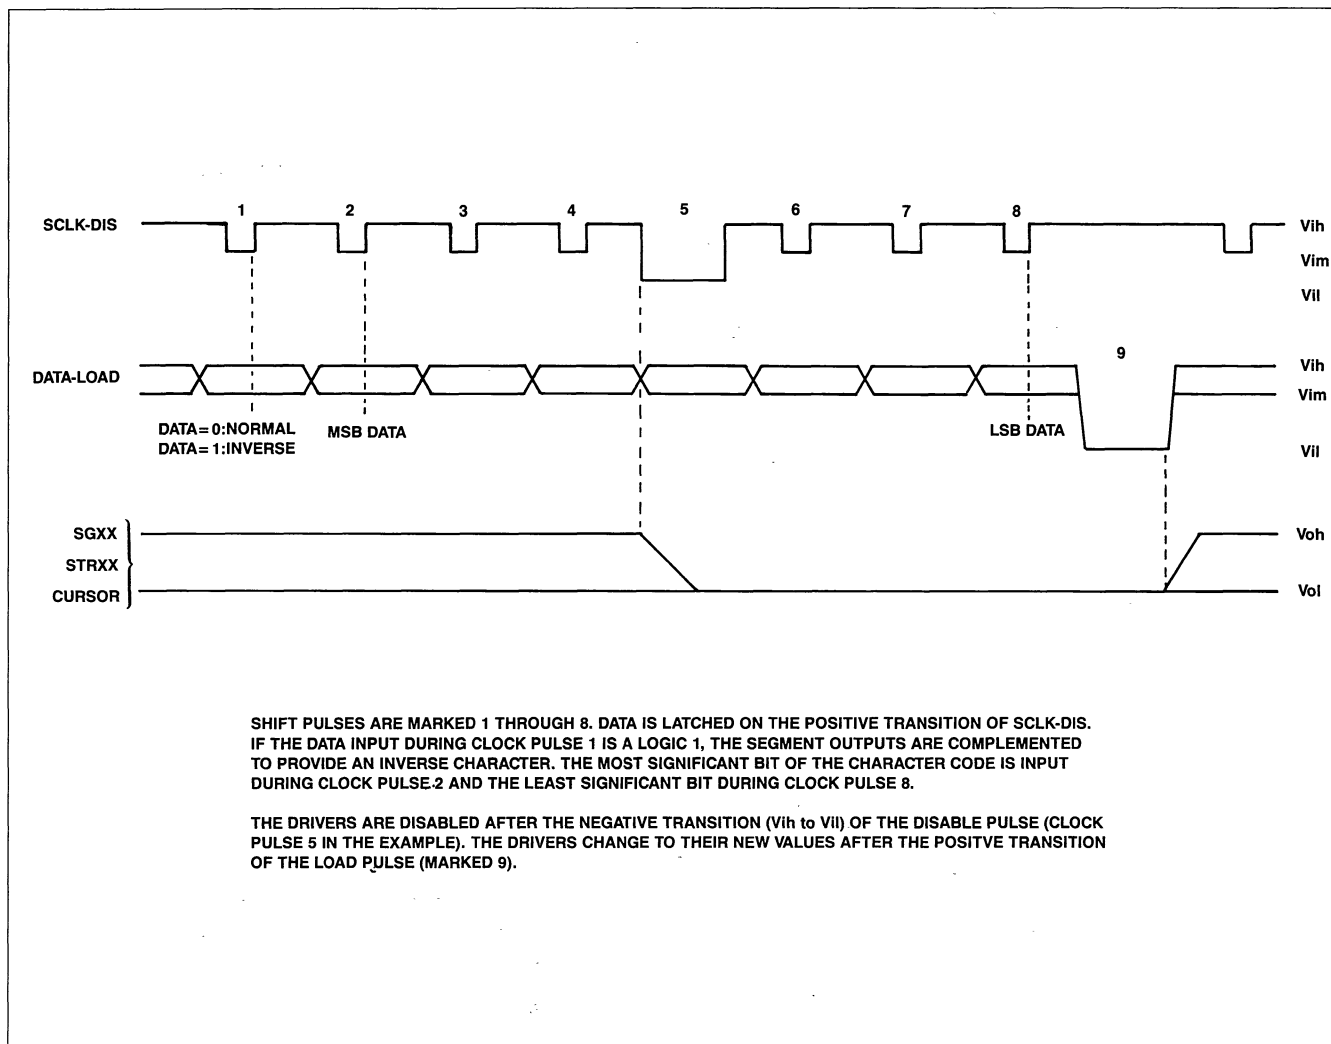 1 2 3 4 5 6 7 8
SCLK-DIS
Vih
Vim
Vil
9
DATA-LOAD
Vih
Vim
Vil
DATA=0:NORMAL
DATA=1:INVERSE
MSB DATA
LSB DATA
SGXX
STRXX
CURSOR
Voh
Vol
SHIFT PULSES ARE MARKED 1 THROUGH 8. DATA IS LATCHED ON THE POSITIVE TRANSITION OF SCLK-DIS.
IF THE DATA INPUT DURING CLOCK PULSE 1 IS A LOGIC 1, THE SEGMENT OUTPUTS ARE COMPLEMENTED
TO PROVIDE AN INVERSE CHARACTER. THE MOST SIGNIFICANT BIT OF THE CHARACTER CODE IS INPUT
DURING CLOCK PULSE 2 AND THE LEAST SIGNIFICANT BIT DURING CLOCK PULSE 8.
THE DRIVERS ARE DISABLED AFTER THE NEGATIVE TRANSITION (Vih to Vil) OF THE DISABLE PULSE (CLOCK
PULSE 5 IN THE EXAMPLE). THE DRIVERS CHANGE TO THEIR NEW VALUES AFTER THE POSITVE TRANSITION
OF THE LOAD PULSE (MARKED 9).